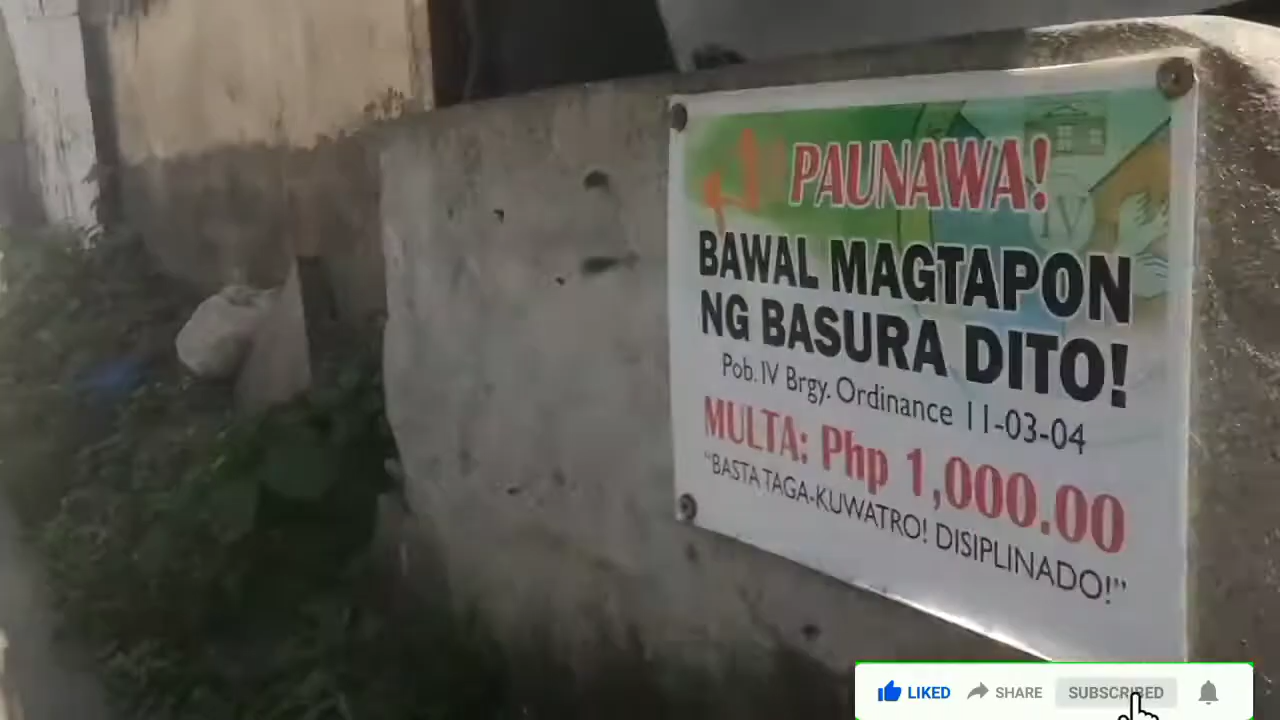 PAUNAWA!
IV
BAWAL MAGTAPON
NG BASURA DITO!
Pob. IV Brgy. Ordinance 11-03-04
MULTA: Php 1,000.00
"BASTA TAGA-KUWATRO! DISIPLINADO!"
LIKED SHARE SUBSCRIBED